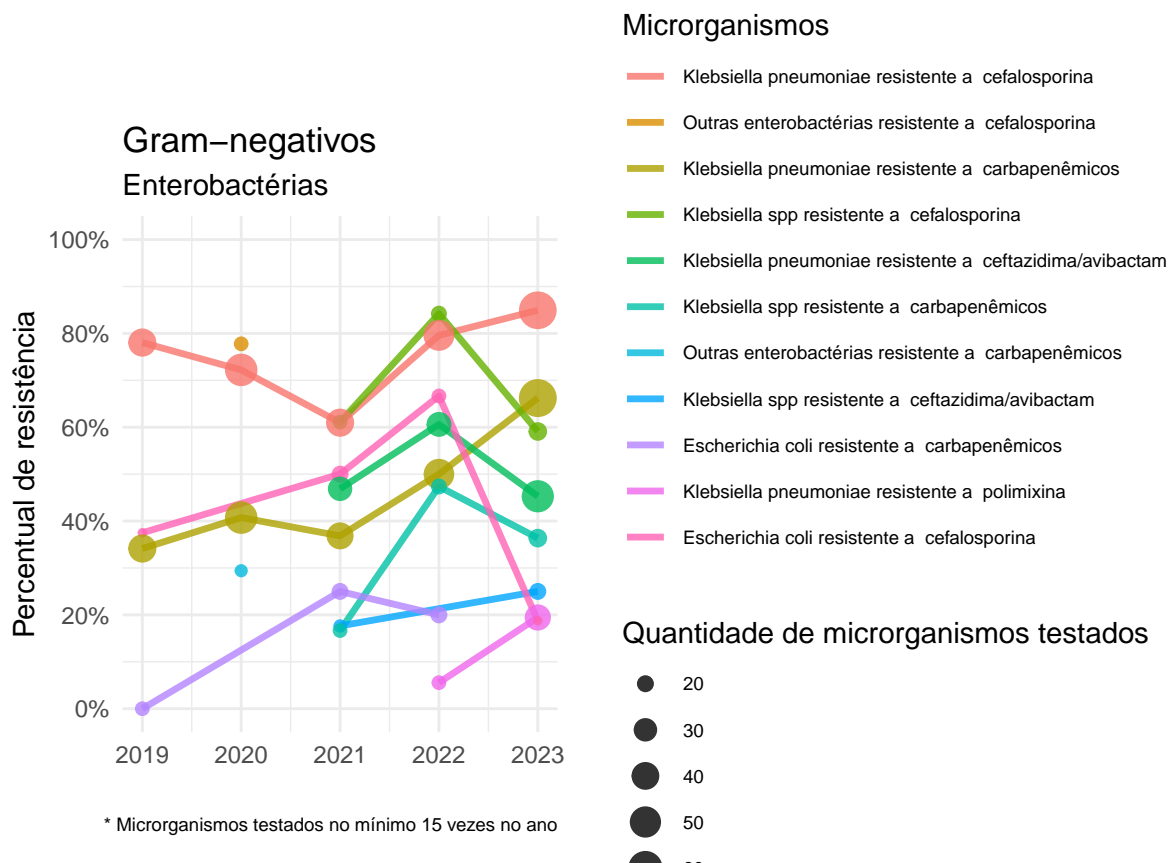 Gram−negativos
Enterobactérias
Percentual de resistência
100%
80%
60%
40%
20%
0%
2019 2020 2021 2022 2023
* Microrganismos testados no mínimo 15 vezes no ano
Microrganismos
Klebsiella pneumoniae resistente a  cefalosporina
Outras enterobactérias resistente a  cefalosporina
Klebsiella pneumoniae resistente a  carbapenêmicos
Klebsiella spp resistente a  cefalosporina
Klebsiella pneumoniae resistente a  ceftazidima/avibactam
Klebsiella spp resistente a  carbapenêmicos
Outras enterobactérias resistente a  carbapenêmicos
Klebsiella spp resistente a  ceftazidima/avibactam
Escherichia coli resistente a  carbapenêmicos
Klebsiella pneumoniae resistente a  polimixina
Escherichia coli resistente a  cefalosporina
Quantidade de microrganismos testados
20
30
40
50